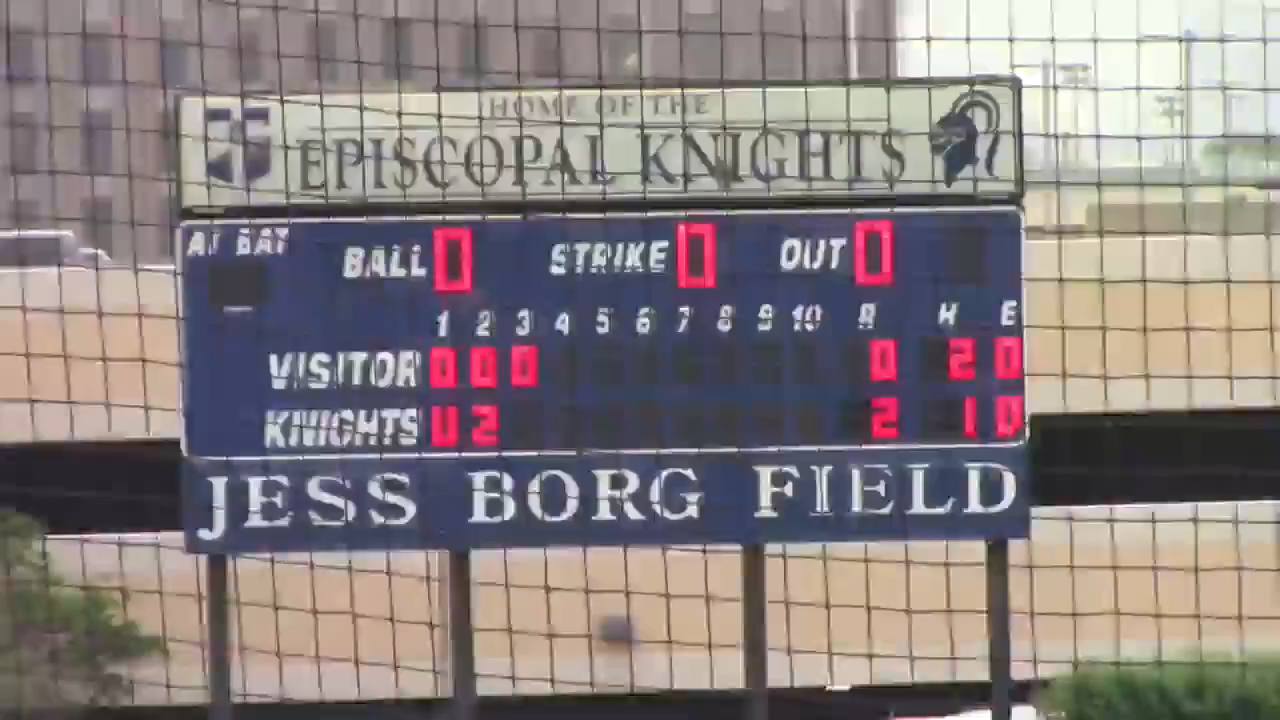 HOME OF THE
EPISCOPAL KNIGHTS
AT BAT
BALL 0 STRIKE 0 OUT 0
1 2 3 4 5 6 7 8 9 10 R H E
VISITOR 0 0 0 0 2 0
KNIGHTS 0 2 2 1 0
JESS BORG FIELD